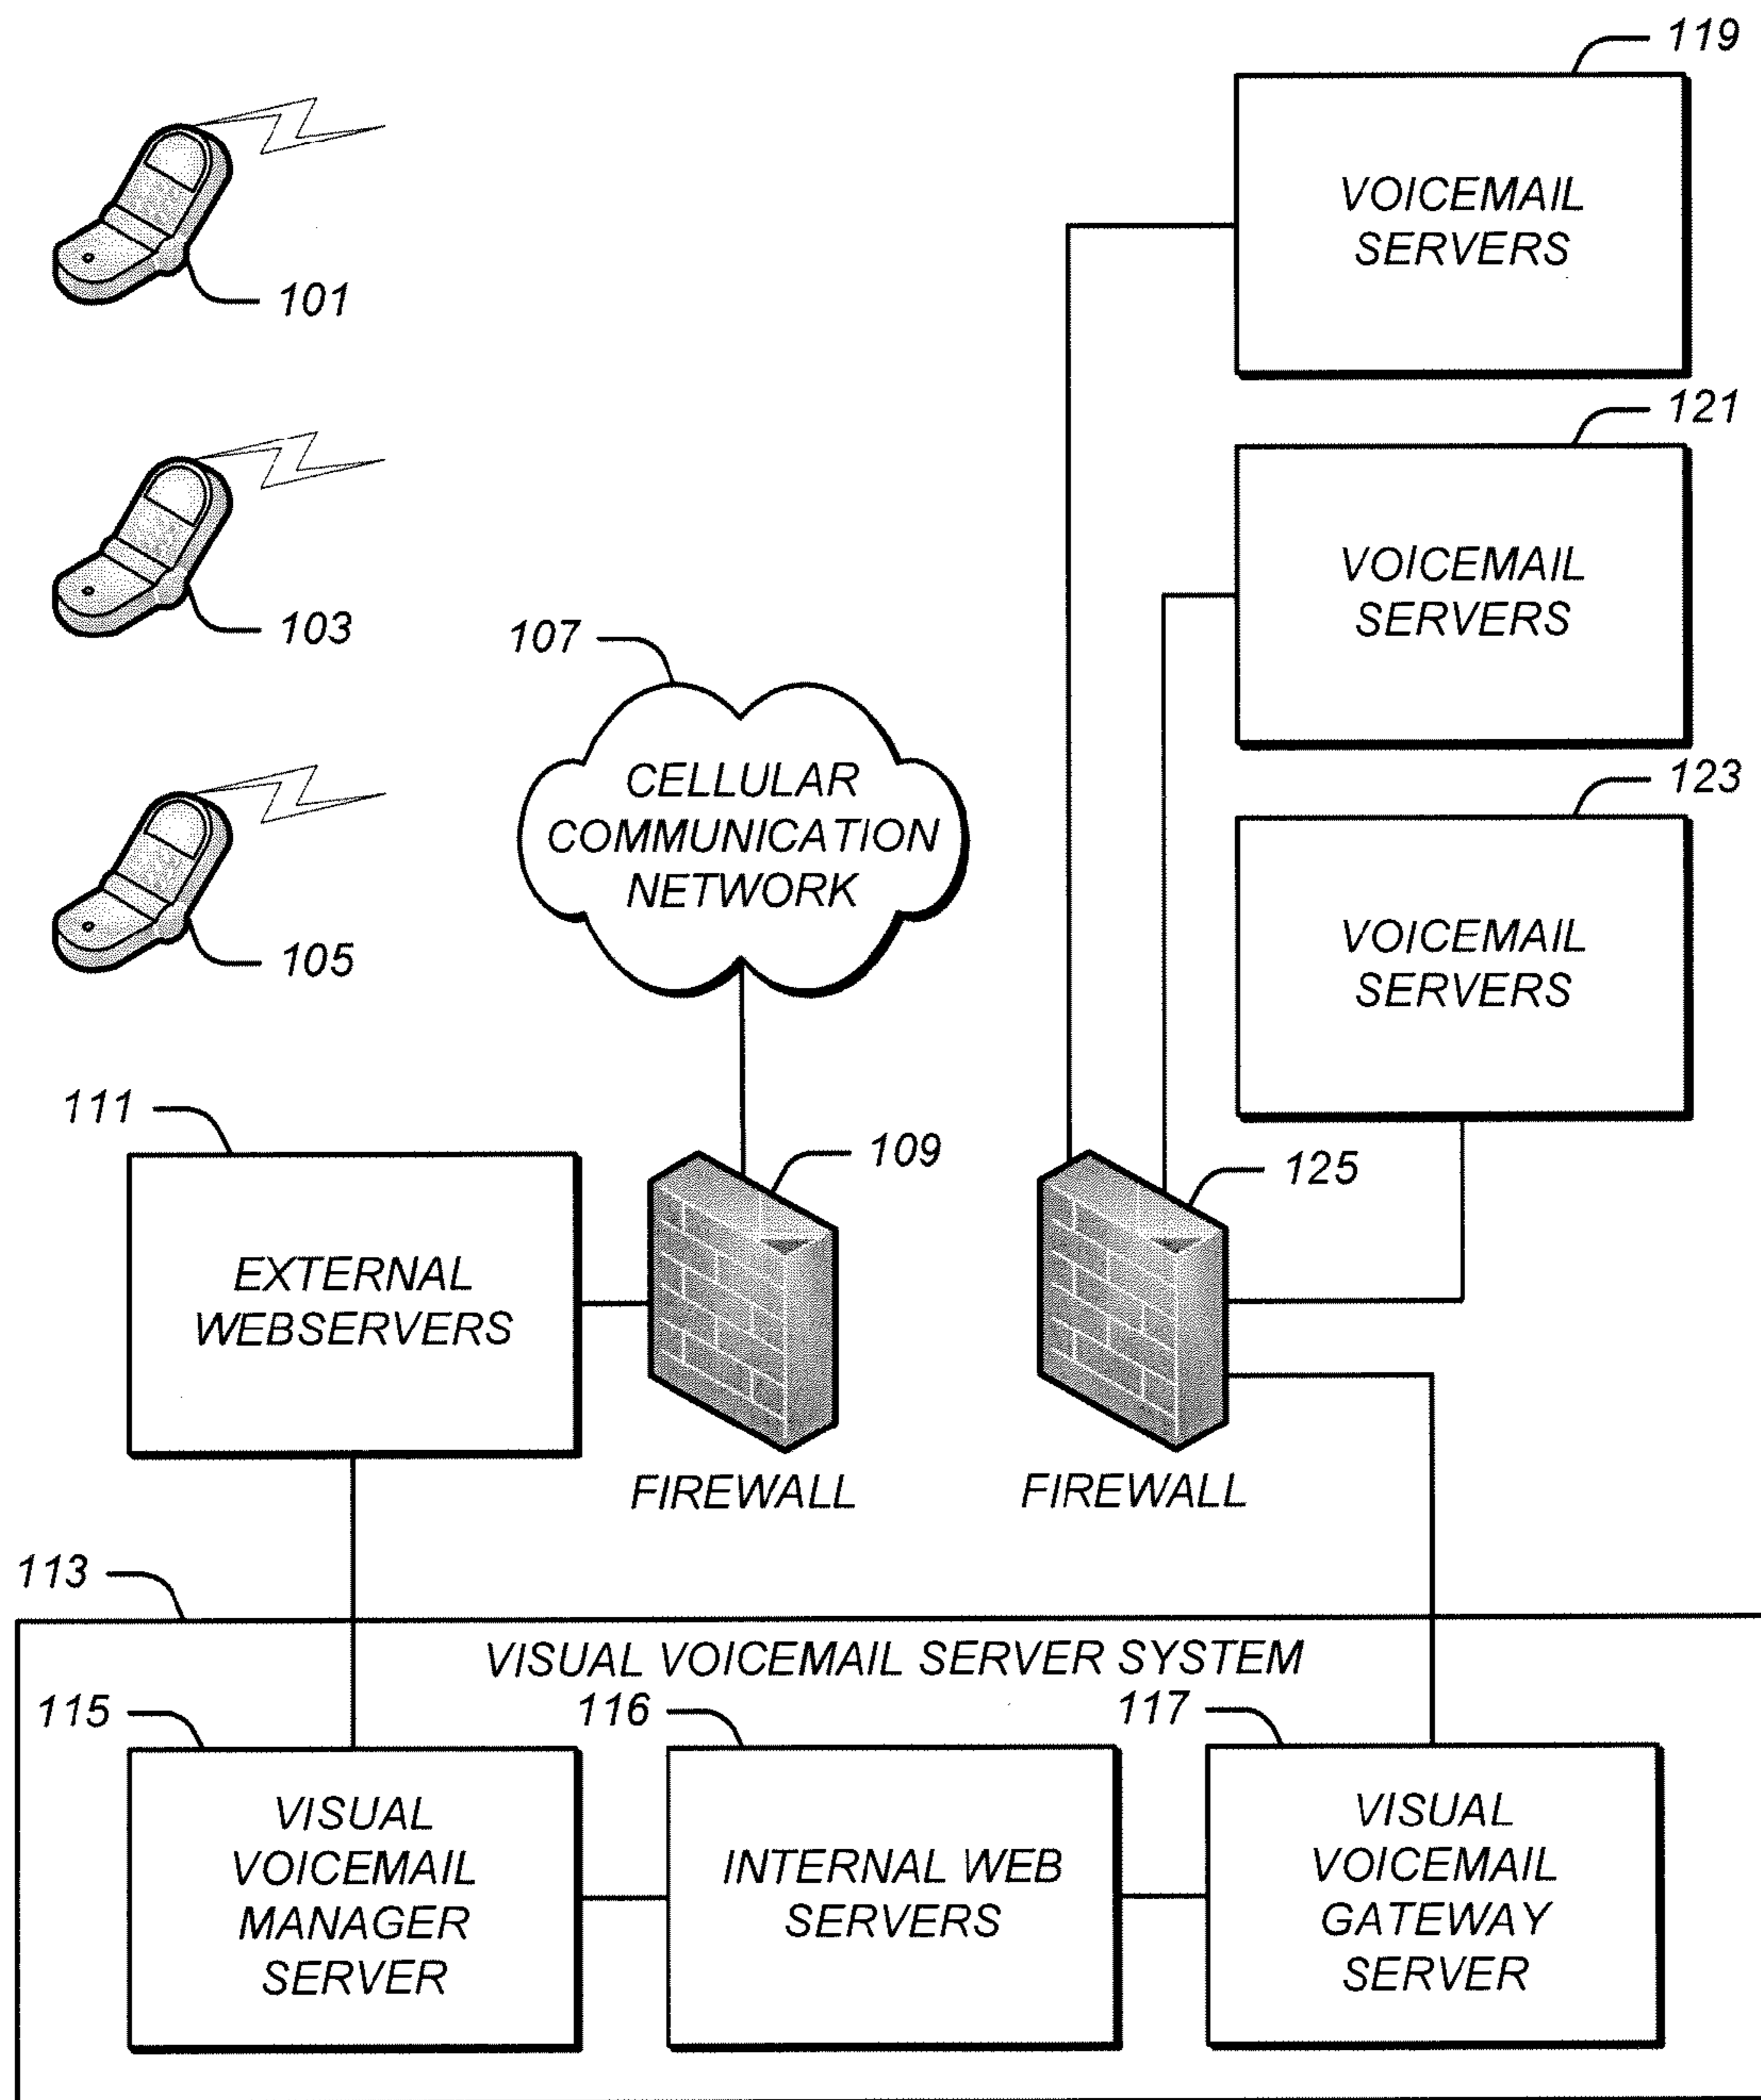 119
VOICEMAIL
SERVERS
101
121
VOICEMAIL
SERVERS
103
107
CELLULAR
COMMUNICATION
NETWORK
123
VOICEMAIL
SERVERS
105
111
EXTERNAL
WEBSERVERS
109
FIREWALL
125
FIREWALL
113
VISUAL VOICEMAIL SERVER SYSTEM
115
VISUAL
VOICEMAIL
MANAGER
SERVER
116
INTERNAL WEB
SERVERS
117
VISUAL
VOICEMAIL
GATEWAY
SERVER